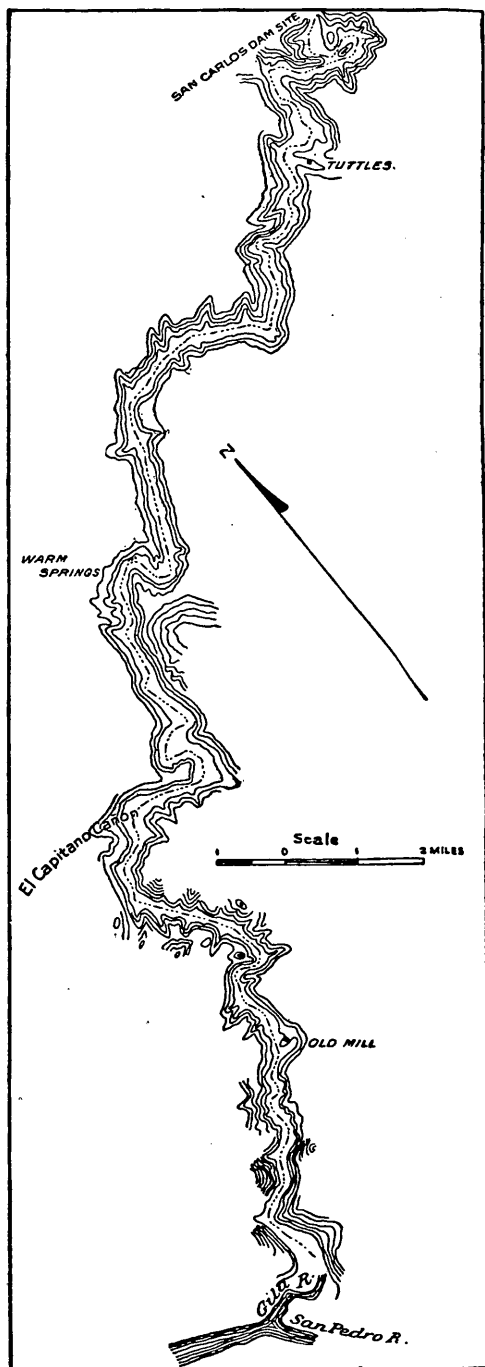 SAN CARLOS DAM SITE
TUTTLES.
N
WARM
SPRINGS
El Capitano Cañon
Scale
1 0 1 2 MILES
OLD MILL
Gila R.
San Pedro R.